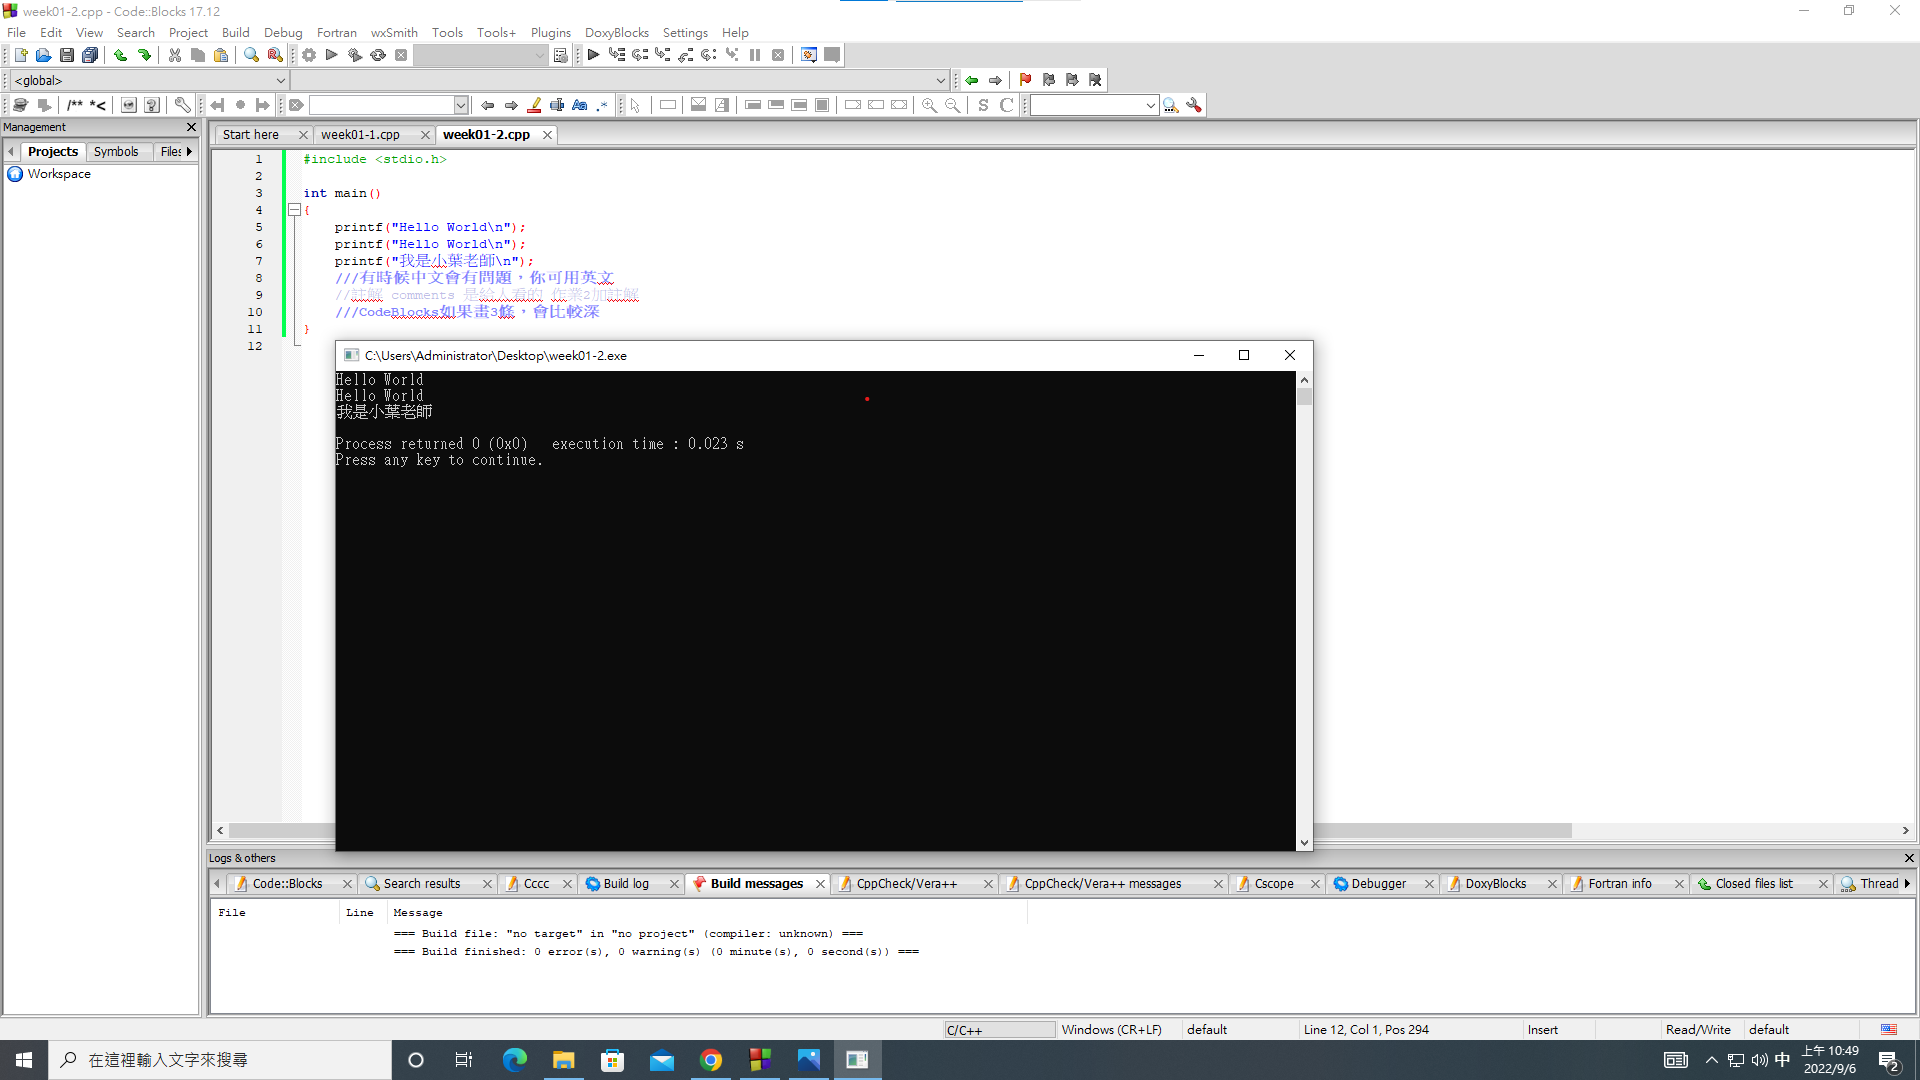 week01-2.cpp - Code::Blocks 17.12
File Edit View Search Project Build Debug Fortran wxSmith Tools Tools+ Plugins DoxyBlocks Settings Help
<global>
/** *<
S C
Management
Start here week01-1.cpp week01-2.cpp
Projects Symbols Files
Workspace
1 #include <stdio.h>
2
3 int main()
4 {
5 printf("Hello World\n");
6 printf("Hello World\n");
7 printf("我是小葉老師\n");
8 ///有時候中文會有問題，你可用英文
9 //註解 comments 是給人看的 作業2加註解
10 ///CodeBlocks如果畫3條，會比較深
11 }
12
C:\Users\Administrator\Desktop\week01-2.exe
Hello World
Hello World
我是小葉老師
Process returned 0 (0x0) execution time : 0.023 s
Press any key to continue.
Logs & others
Code::Blocks Search results Cccc Build log Build messages CppCheck/Vera++ CppCheck/Vera++ messages Cscope Debugger DoxyBlocks Fortran info Closed files list Thread
File Line Message
=== Build file: "no target" in "no project" (compiler: unknown) ===
=== Build finished: 0 error(s), 0 warning(s) (0 minute(s), 0 second(s)) ===
C/C++ Windows (CR+LF) default Line 12, Col 1, Pos 294 Insert Read/Write default
在這裡輸入文字來搜尋
中 上午 10:49
2022/9/6
2